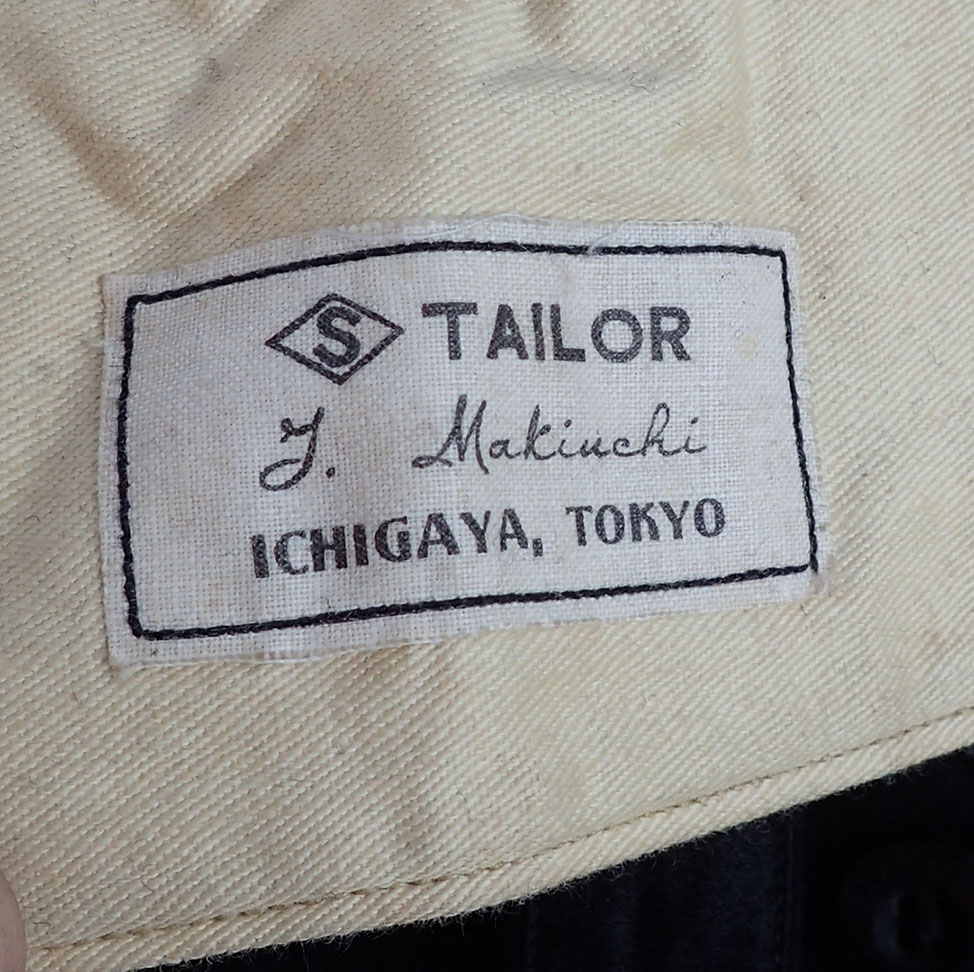 S TAILOR
J. Makiuchi
ICHIGAYA, TOKYO